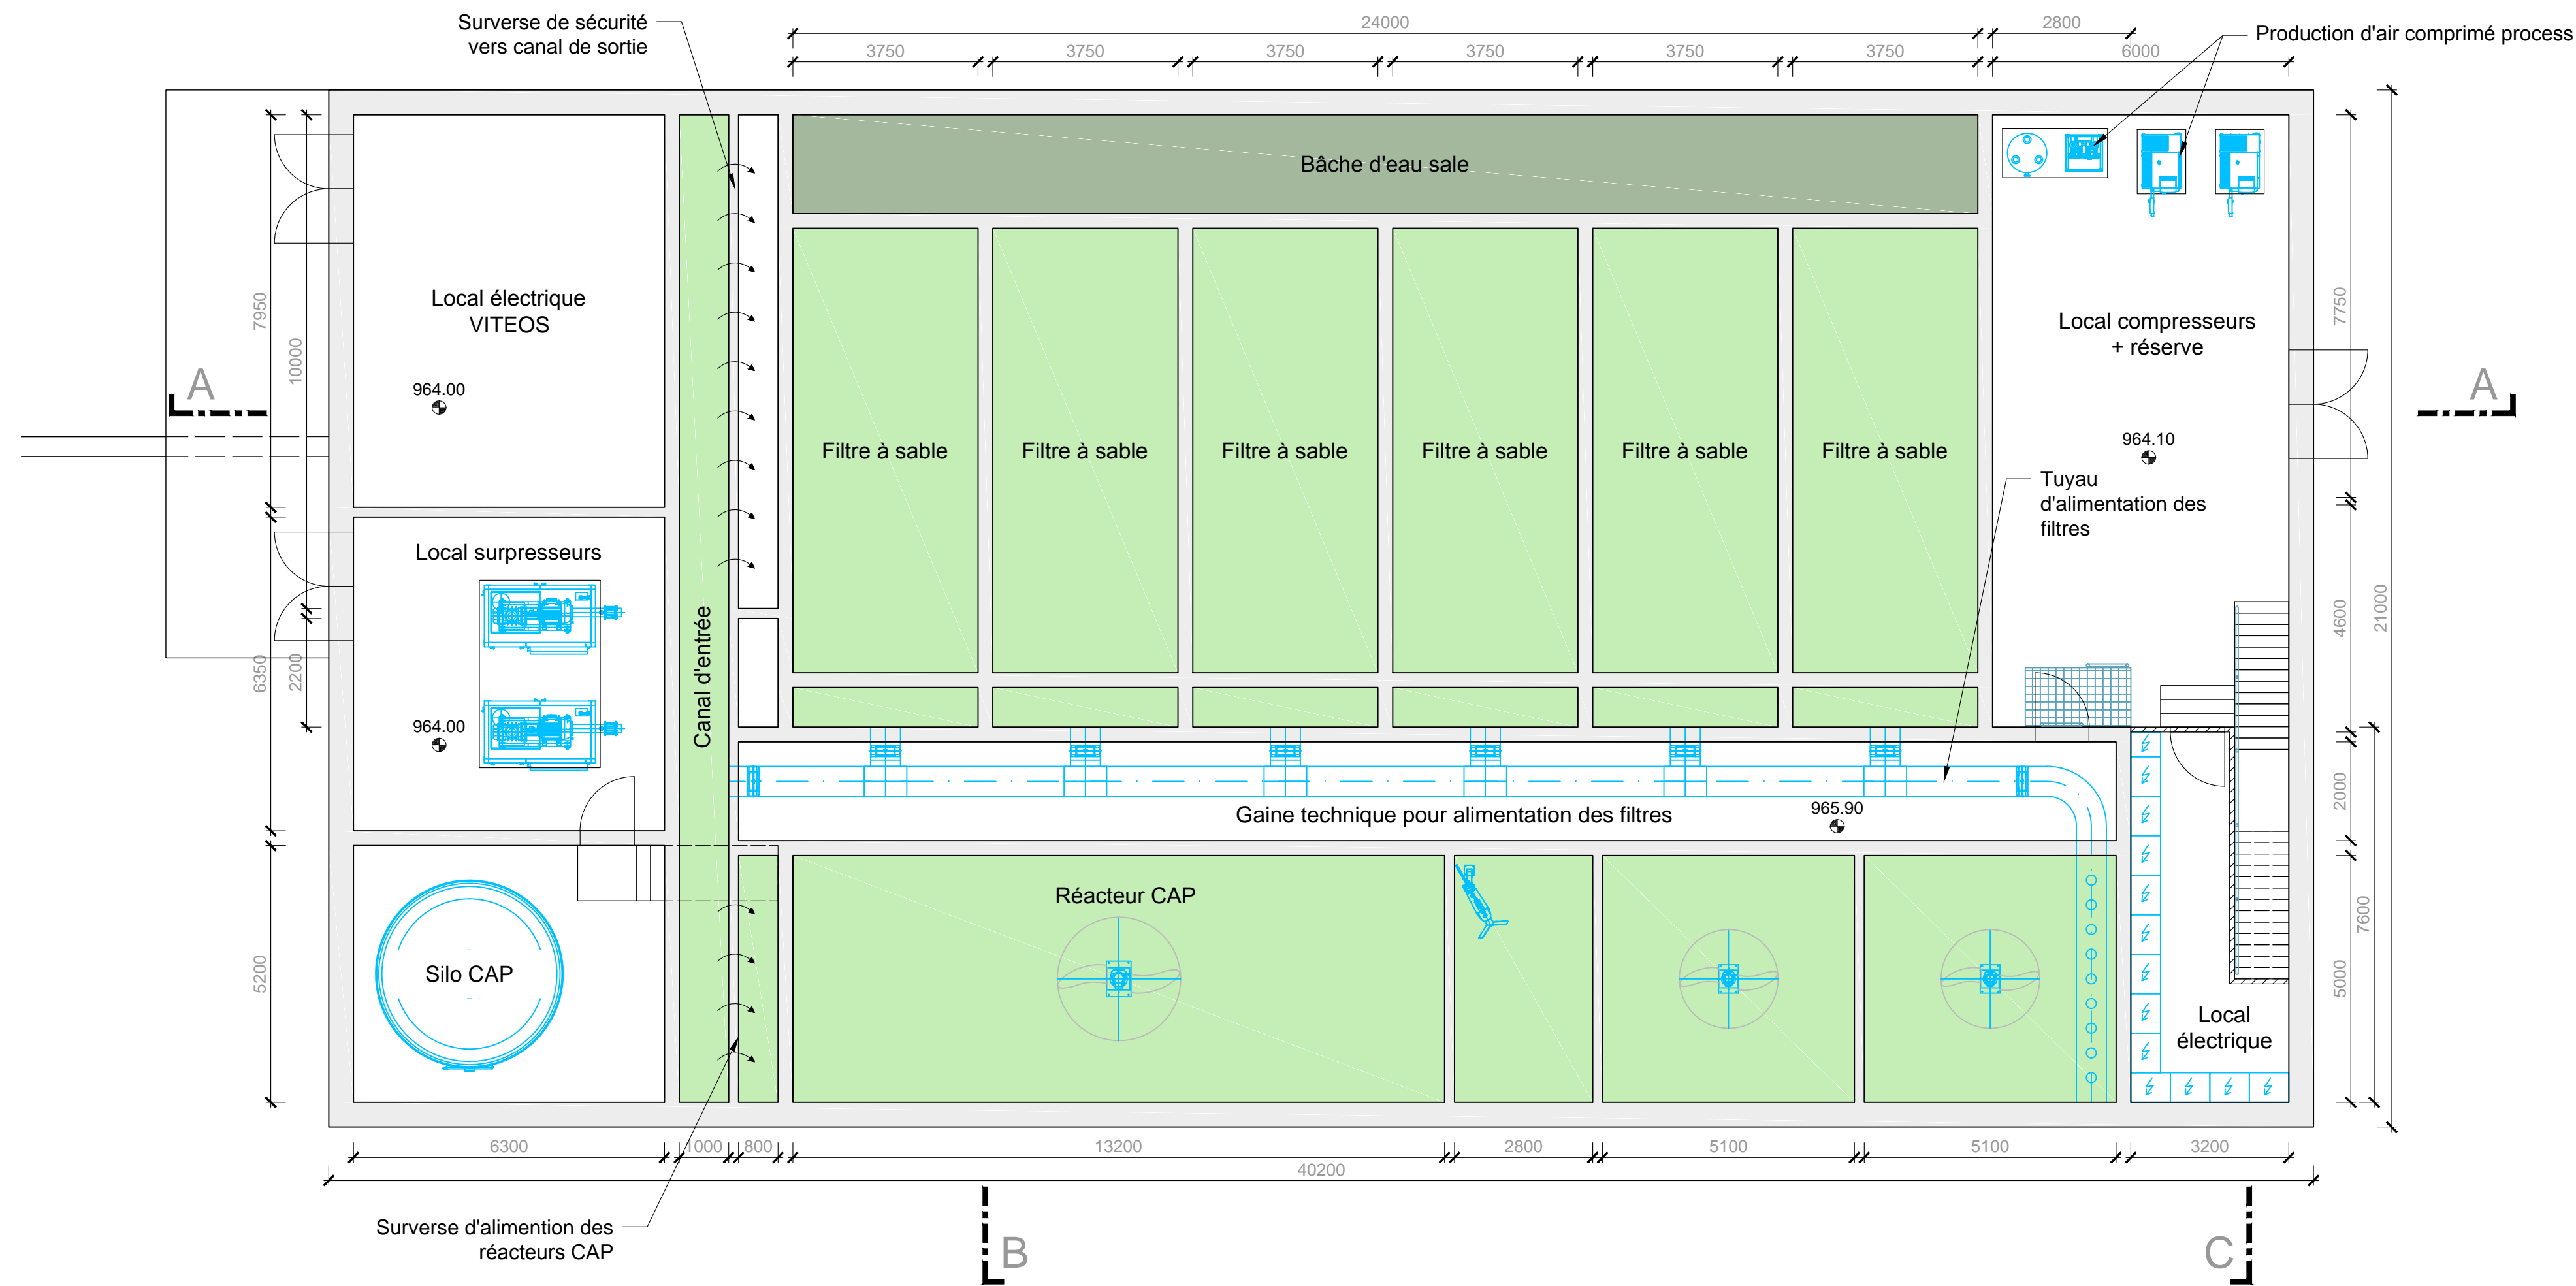 Surverse de sécurité
vers canal de sortie
24000
2800
Production d'air comprimé process
3750
3750
3750
3750
3750
3750
6000
Bâche d'eau sale
Local électrique
VITEOS
964.00
7950
10000
Local compresseurs
+ réserve
964.10
7750
A
A
Filtre à sable
Filtre à sable
Filtre à sable
Filtre à sable
Filtre à sable
Filtre à sable
Tuyau
d'alimentation des
filtres
Local surpresseurs
964.00
6350
2200
Canal d'entrée
4600
21000
Gaine technique pour alimentation des filtres
965.90
2000
Réacteur CAP
Silo CAP
5200
5000
7600
Local
électrique
6300
1000
800
13200
2800
5100
5100
3200
40200
Surverse d'alimention des
réacteurs CAP
B
C